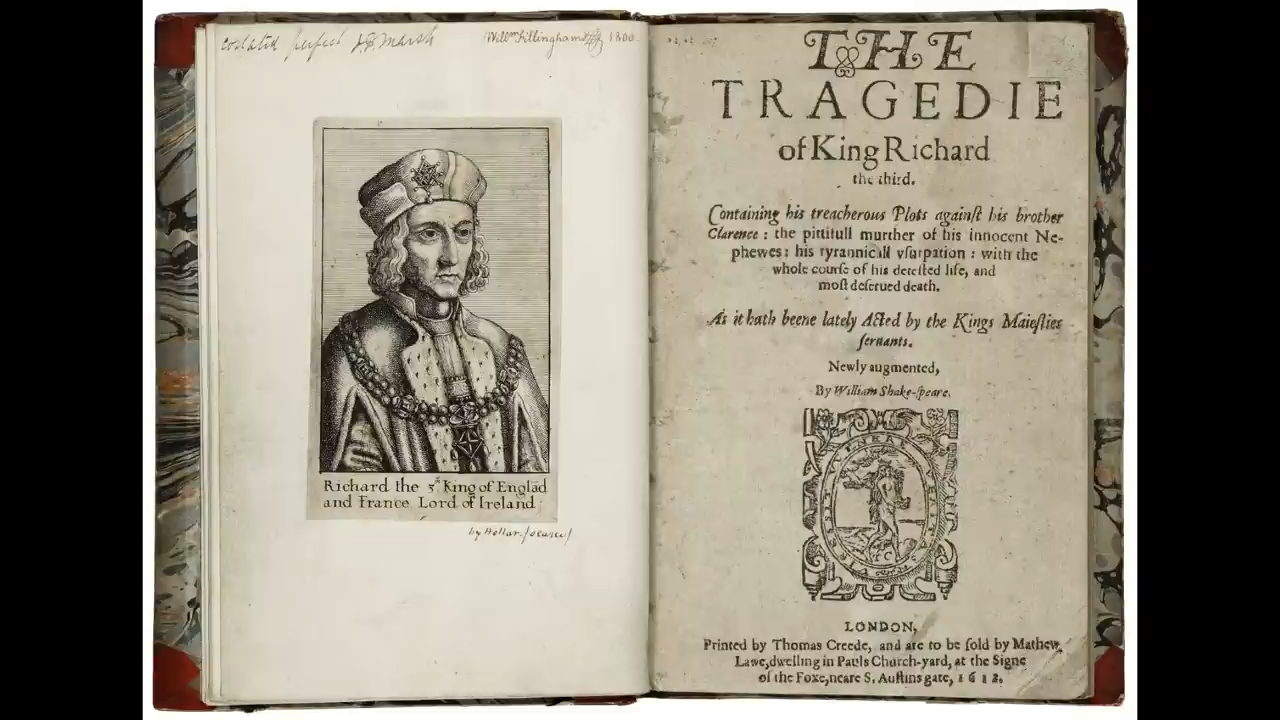 collated perfect J.F. Marsh
Willm Fillingham 1800
Richard the 3d King of Englād
and France Lord of Ireland
by Hollar. /scarce/
THE
TRAGEDIE
of King Richard
the third.
Containing his treacherous Plots againſt his brother
Clarence : the pittifull murther of his innocent Ne-
phewes : his tyrannicall vſurpation : with the
whole courſe of his deteſted life, and
moſt deſerued death.
As it hath beene lately Acted by the Kings Maieſties
ſeruants.
Newly augmented,
By William Shake-ſpeare.
LONDON,
Printed by Thomas Creede, and are to be ſold by Mathew
Lawe, dwelling in Pauls Church-yard, at the Signe
of the Foxe, neare S. Auſtins gate, 1612.